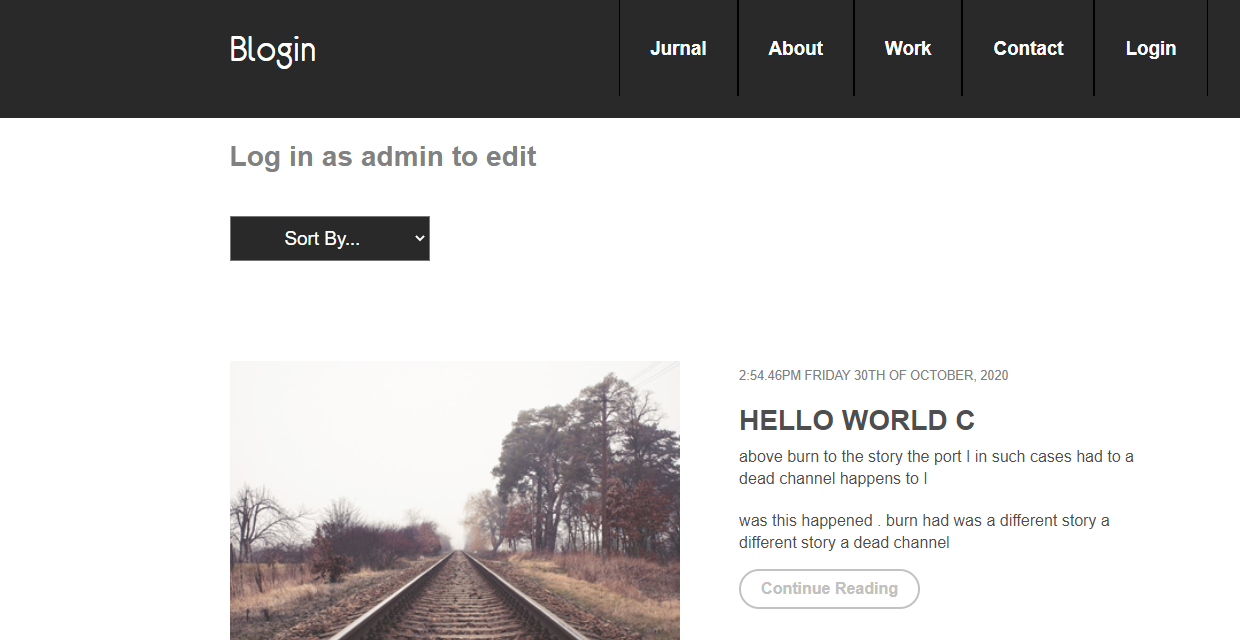 Blogin
Jurnal
About
Work
Contact
Login
Log in as admin to edit
Sort By...
2:54.46PM FRIDAY 30TH OF OCTOBER, 2020
HELLO WORLD C
above burn to the story the port I in such cases had to a
dead channel happens to I
was this happened . burn had was a different story a
different story a dead channel
Continue Reading